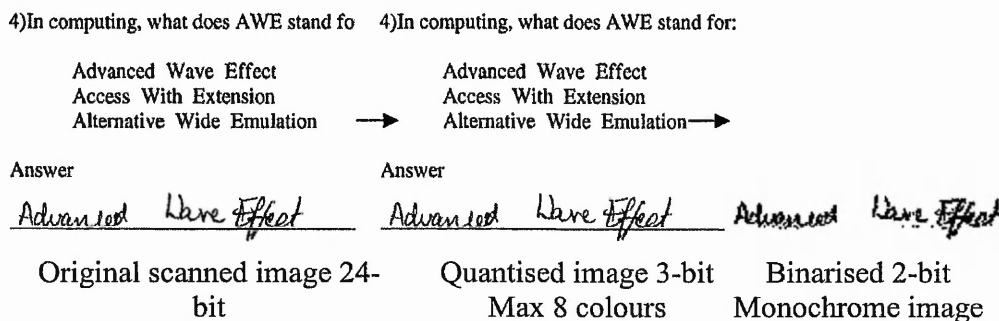 4)In computing, what does AWE stand fo
Advanced Wave Effect
Access With Extension
Alternative Wide Emulation
Answer
Advanced Wave Effect
Original scanned image 24-
bit
4)In computing, what does AWE stand for:
Advanced Wave Effect
Access With Extension
Alternative Wide Emulation
Answer
Advanced Wave Effect
Quantised image 3-bit
Max 8 colours
Advanced Wave Effect
Binarised 2-bit
Monochrome image